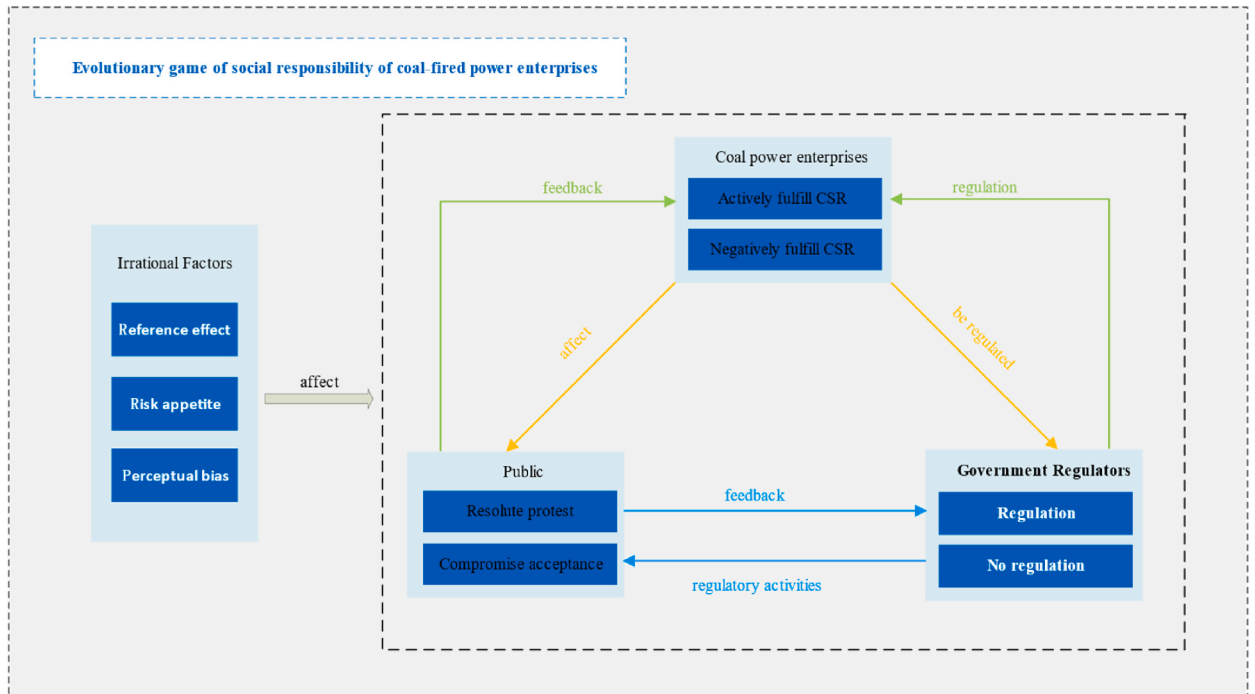 Evolutionary game of social responsibility of coal-fired power enterprises
Coal power enterprises
Actively fulfill CSR
Negatively fulfill CSR
feedback
regulation
Irrational Factors
Reference effect
Risk appetite
Perceptual bias
affect
affect
be regulated
Public
Resolute protest
Compromise acceptance
feedback
regulatory activities
Government Regulators
Regulation
No regulation